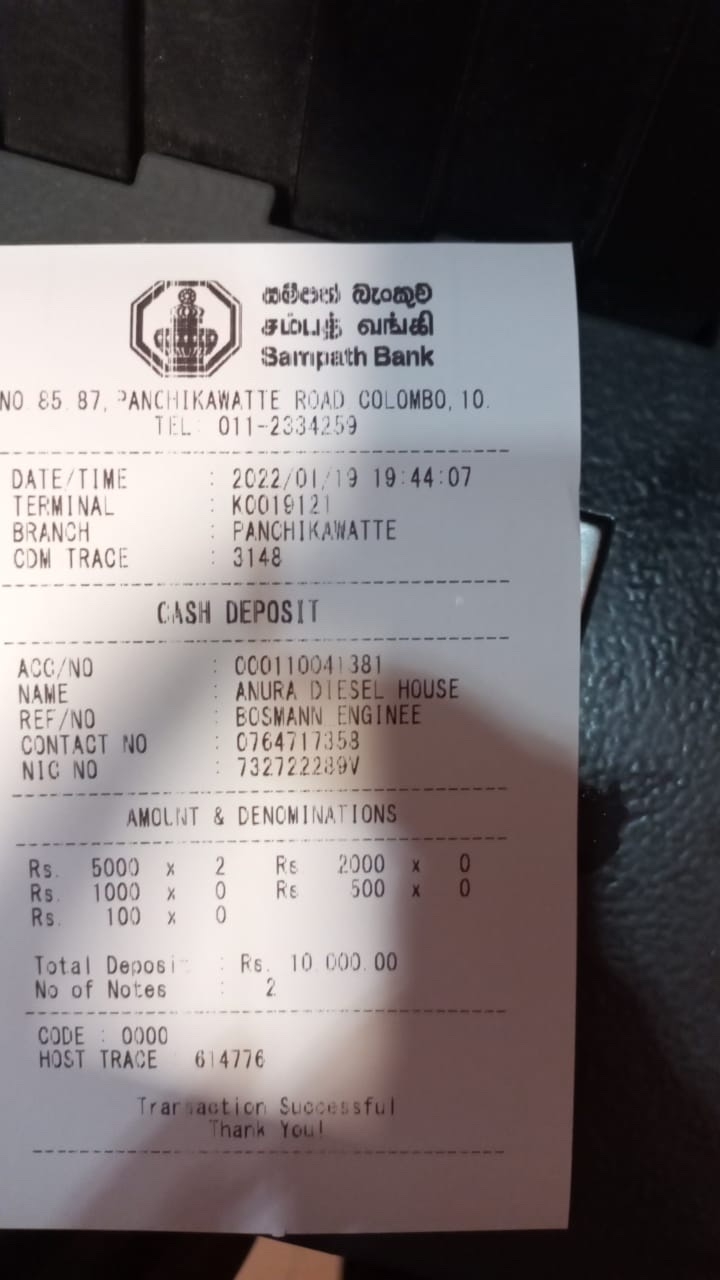 සම්පත් බැංකුව
சம்பத் வங்கி
Sampath Bank
NO. 85. 87, PANCHIKAWATTE ROAD COLOMBO, 10.
TEL: 011-2334259
DATE/TIME : 2022/01/19 19:44:07
TERMINAL : K0019121
BRANCH : PANCHIKAWATTE
CDM TRACE : 3148
CASH DEPOSIT
ACC/NO : 000110041381
NAME : ANURA DIESEL HOUSE
REF/NO : BOSMANN ENGINEE
CONTACT NO : 0764717358
NIC NO : 732722289V
AMOUNT & DENOMINATIONS
Rs. 5000 x 2 Rs 2000 x 0
Rs. 1000 x 0 Rs 500 x 0
Rs. 100 x 0
Total Deposit : Rs. 10.000.00
No of Notes : 2
CODE : 0000
HOST TRACE 614776
Transaction Successful
Thank You!